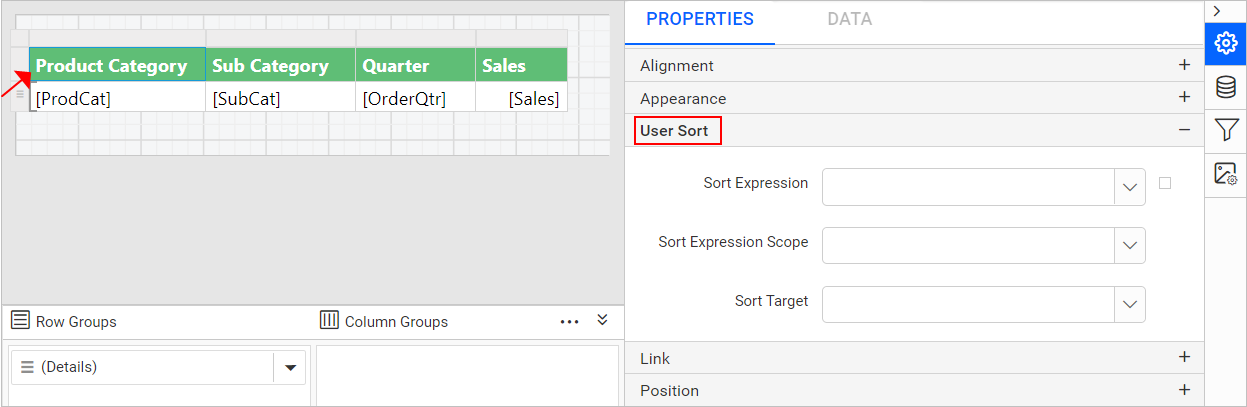 PROPERTIES DATA
Product Category Sub Category Quarter Sales
[ProdCat] [SubCat] [OrderQtr] [Sales]
Alignment
Appearance
User Sort
Sort Expression
Sort Expression Scope
Sort Target
Row Groups Column Groups
(Details)
Link
Position